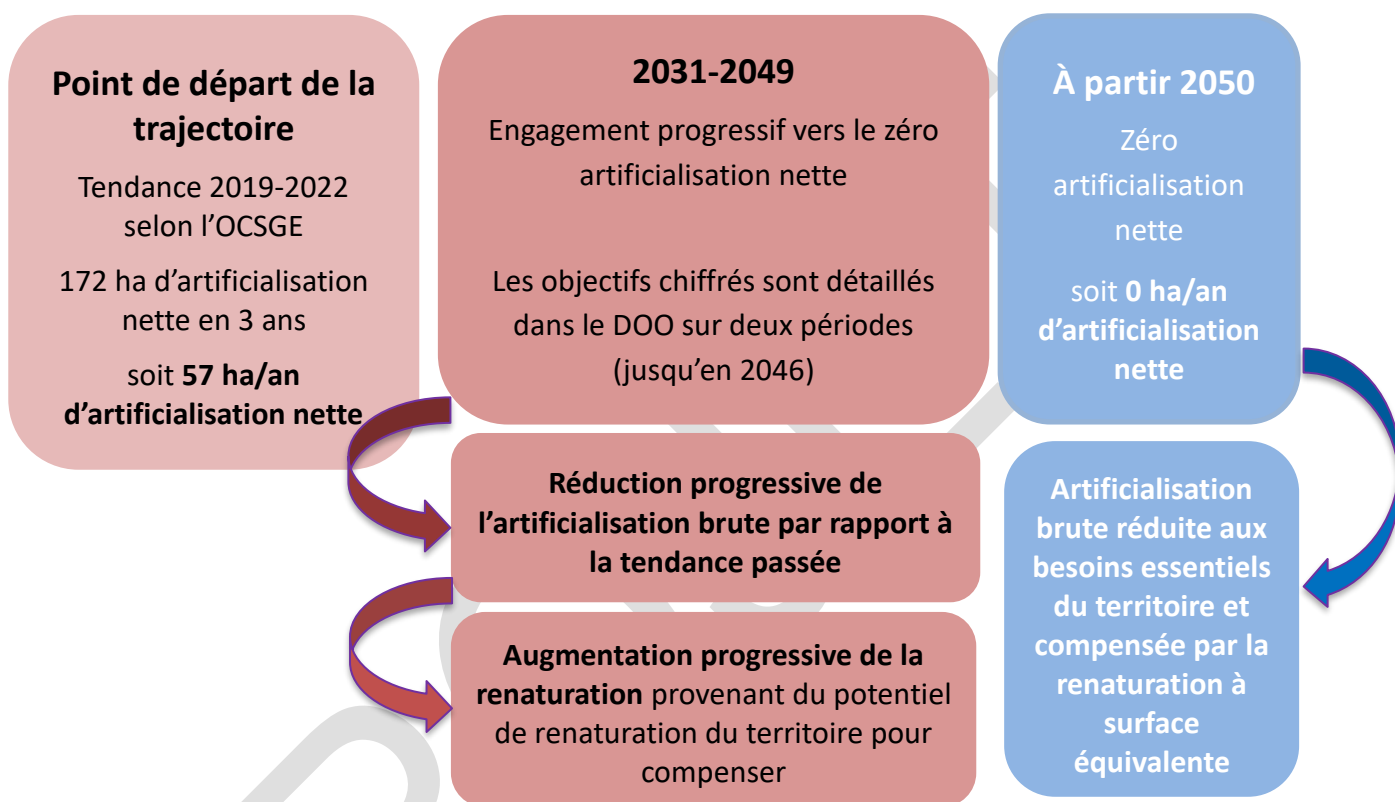 Point de départ de la
trajectoire
Tendance 2019-2022
selon l’OCSGE
172 ha d’artificialisation
nette en 3 ans
soit 57 ha/an
d’artificialisation nette
2031-2049
Engagement progressif vers le zéro
artificialisation nette
Les objectifs chiffrés sont détaillés
dans le DOO sur deux périodes
(jusqu’en 2046)
Réduction progressive de
l’artificialisation brute par rapport à
la tendance passée
Augmentation progressive de la
renaturation provenant du potentiel
de renaturation du territoire pour
compenser
À partir 2050
Zéro
artificialisation
nette
soit 0 ha/an
d’artificialisation
nette
Artificialisation
brute réduite aux
besoins essentiels
du territoire et
compensée par la
renaturation à
surface
équivalente